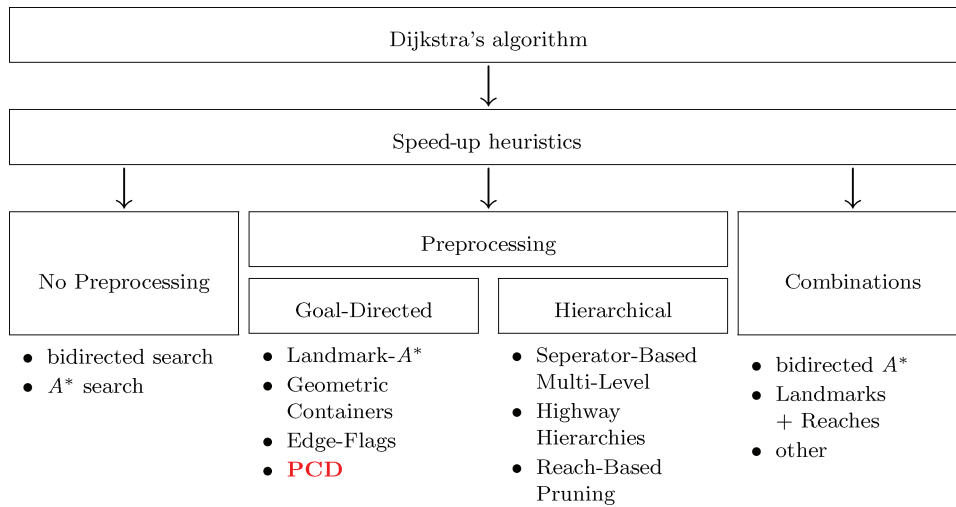 Dijkstra's algorithm
Speed-up heuristics
No Preprocessing
• bidirected search
• A* search
Preprocessing
Goal-Directed
• Landmark-A*
• Geometric
Containers
• Edge-Flags
• PCD
Hierarchical
• Seperator-Based
Multi-Level
• Highway
Hierarchies
• Reach-Based
Pruning
Combinations
• bidirected A*
• Landmarks
+ Reaches
• other